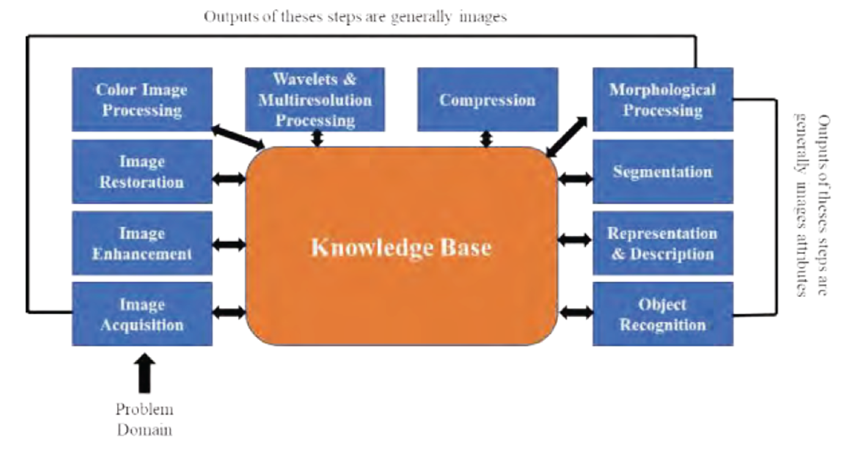 Outputs of theses steps are generally images
Color Image
Processing
Wavelets &
Multiresolution
Processing
Compression
Morphological
Processing
Image
Restoration
Segmentation
Image
Enhancement
Knowledge Base
Representation
& Description
Image
Acquisition
Object
Recognition
Outputs of theses steps are
generally images attributes
Problem
Domain